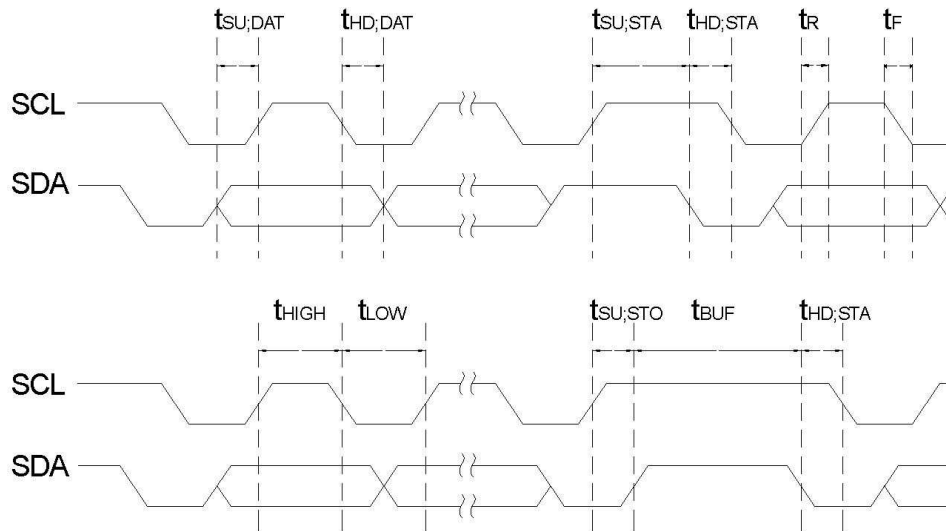 tSU;DAT tHD;DAT tSU;STA tHD;STA tR tF
SCL
SDA
tHIGH tLOW tSU;STO tBUF tHD;STA
SCL
SDA